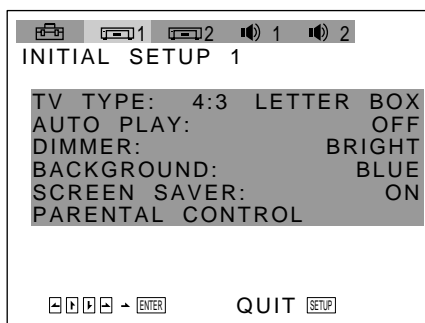 1 2 1 2
INITIAL SETUP 1
TV TYPE: 4:3 LETTER BOX
AUTO PLAY: OFF
DIMMER: BRIGHT
BACKGROUND: BLUE
SCREEN SAVER: ON
PARENTAL CONTROL
ENTER QUIT SETUP